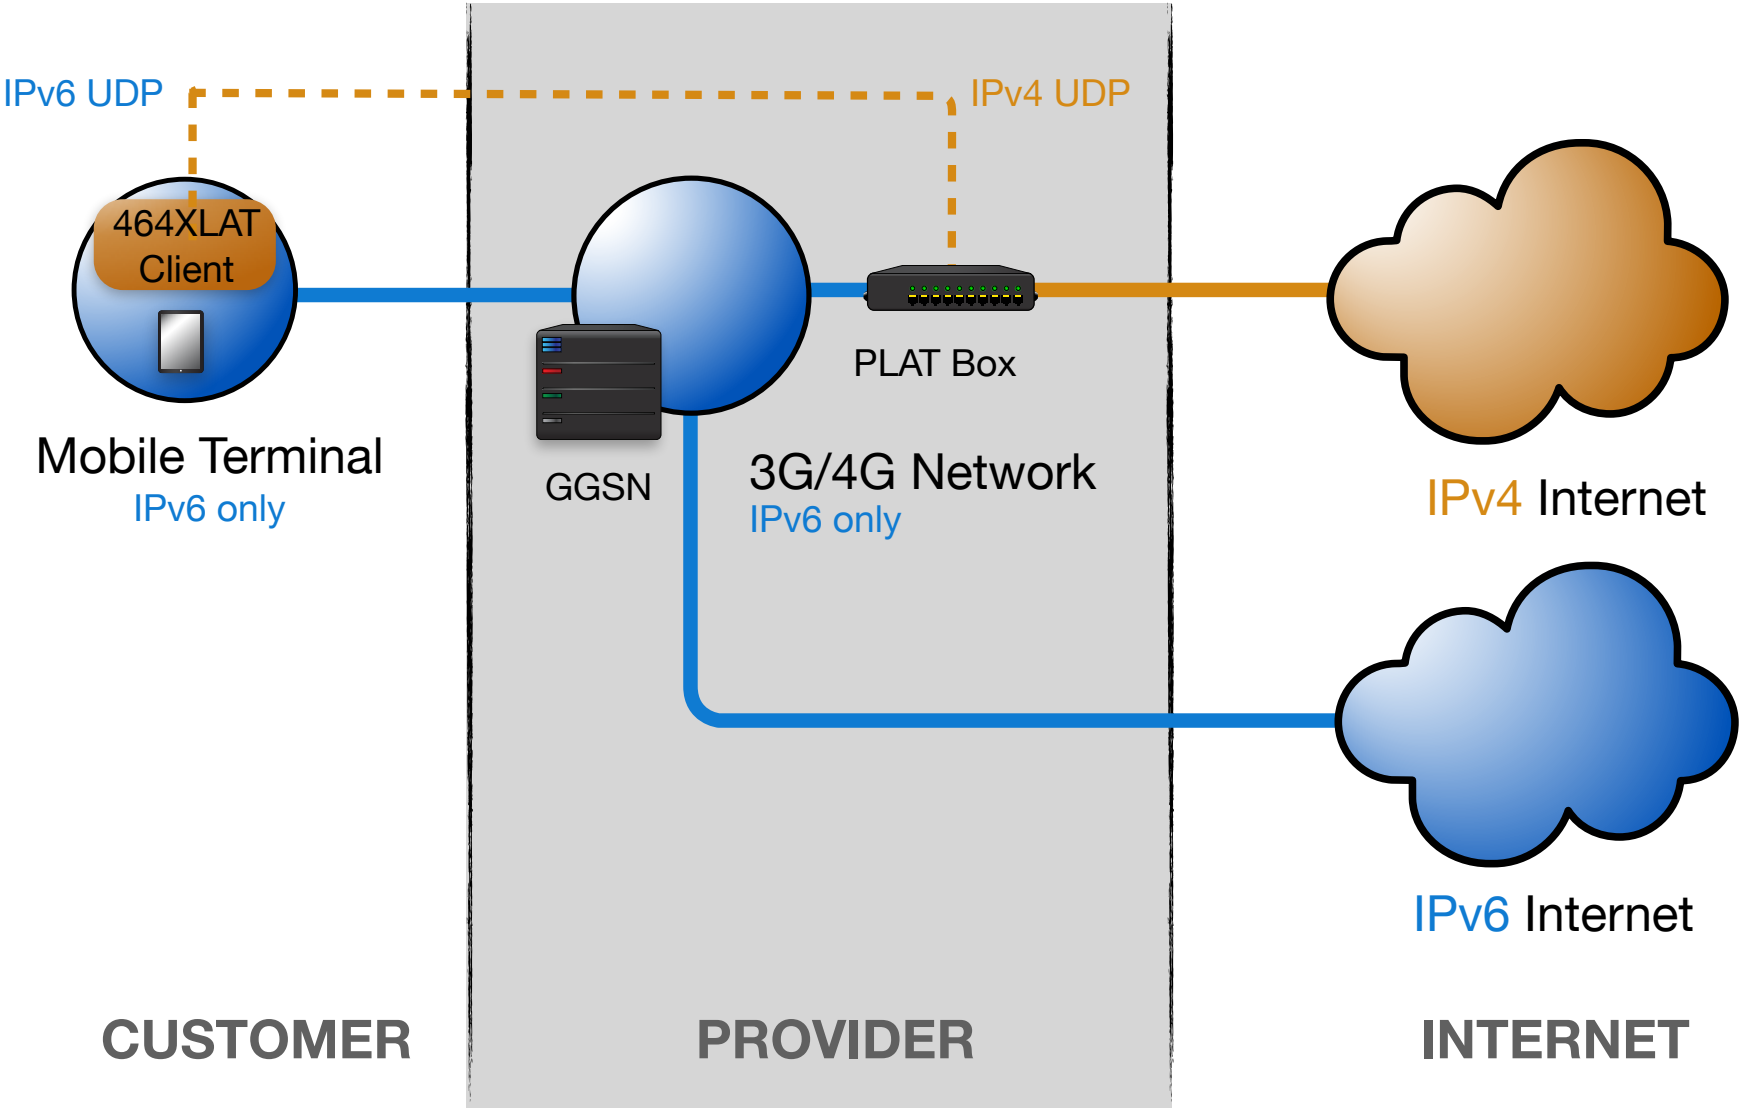 IPv6 UDP
IPv4 UDP
464XLAT
Client
PLAT Box
Mobile Terminal
IPv6 only
GGSN
3G/4G Network
IPv6 only
IPv4 Internet
IPv6 Internet
CUSTOMER
PROVIDER
INTERNET